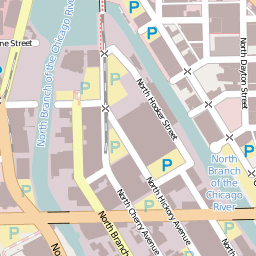 ne Street
North Branch of the Chicago River
North Hooker Street
North Dayton Street
P
P
P
P
P
P
P
P
P
P
North
Branch
of the
Chicago
River
North Cherry Avenue
North Hickory Avenue
North Branch
North H